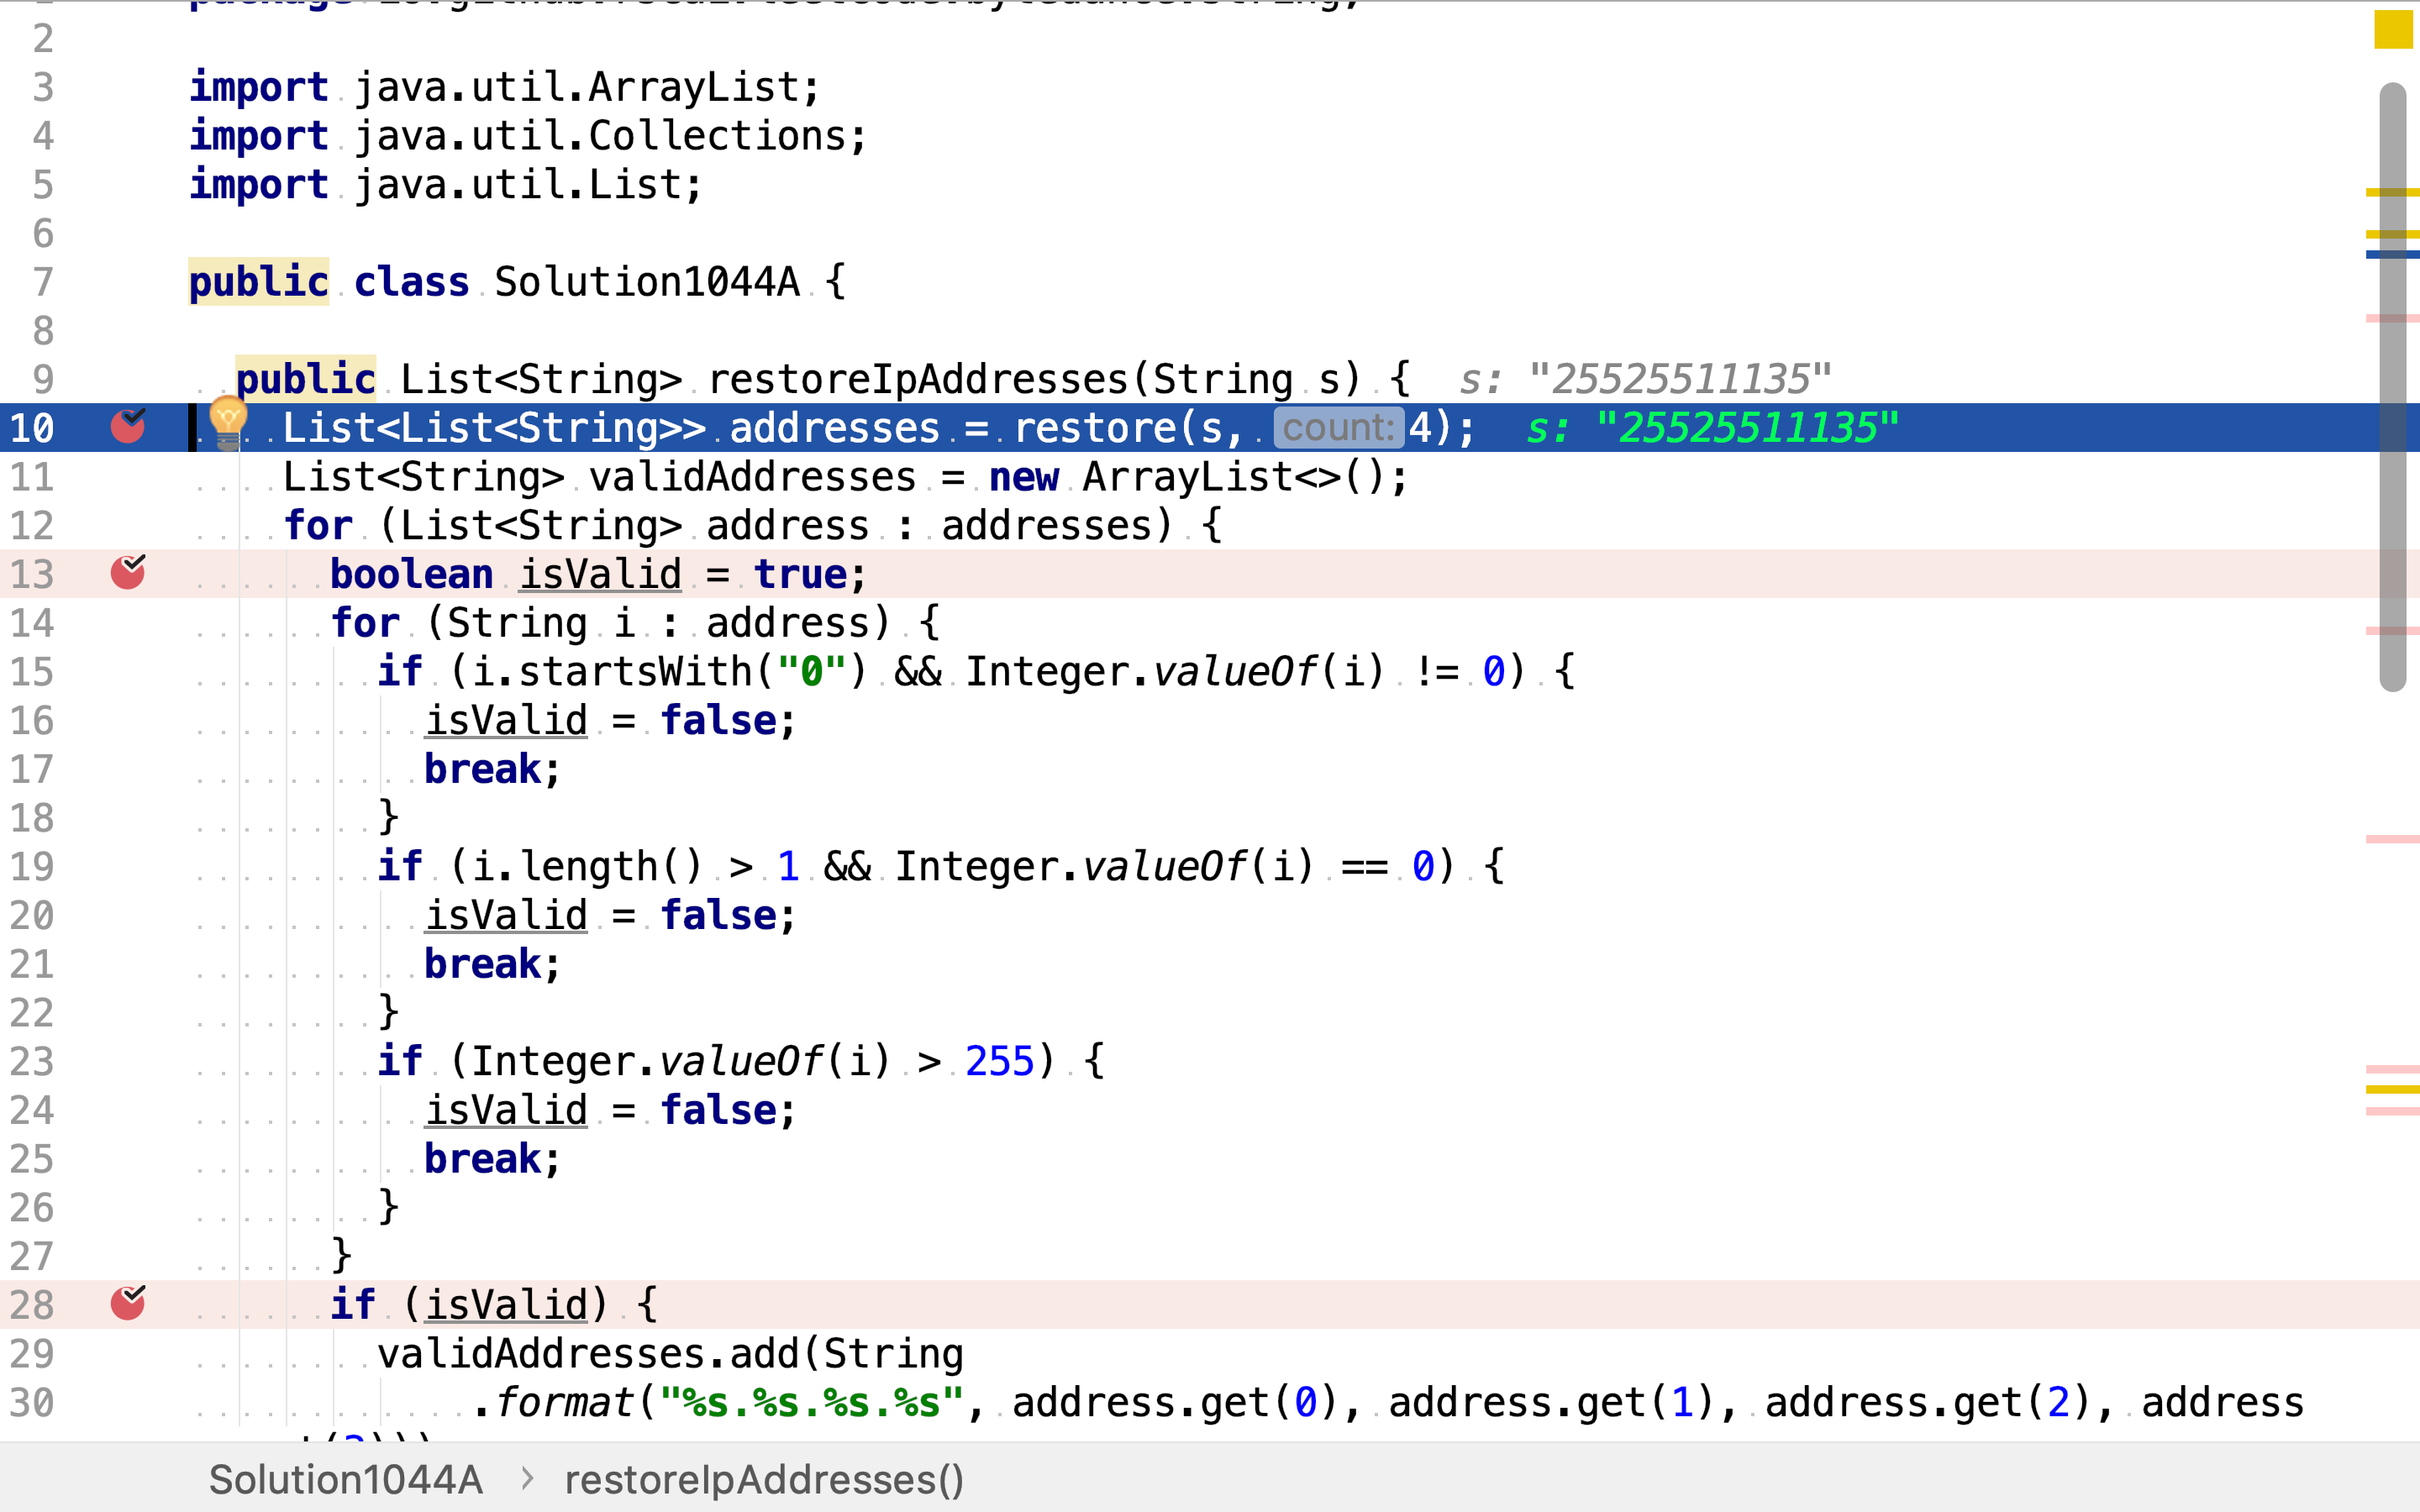 2
3 import java.util.ArrayList;
4 import java.util.Collections;
5 import java.util.List;
6
7 public class Solution1044A {
8
9 public List<String> restoreIpAddresses(String s) { s: "25525511135"
10 List<List<String>> addresses = restore(s, count: 4); s: "25525511135"
11 List<String> validAddresses = new ArrayList<>();
12 for (List<String> address : addresses) {
13 boolean isValid = true;
14 for (String i : address) {
15 if (i.startsWith("0") && Integer.valueOf(i) != 0) {
16 isValid = false;
17 break;
18 }
19 if (i.length() > 1 && Integer.valueOf(i) == 0) {
20 isValid = false;
21 break;
22 }
23 if (Integer.valueOf(i) > 255) {
24 isValid = false;
25 break;
26 }
27 }
28 if (isValid) {
29 validAddresses.add(String
30 .format("%s.%s.%s.%s", address.get(0), address.get(1), address.get(2), address
Solution1044A > restoreIpAddresses()